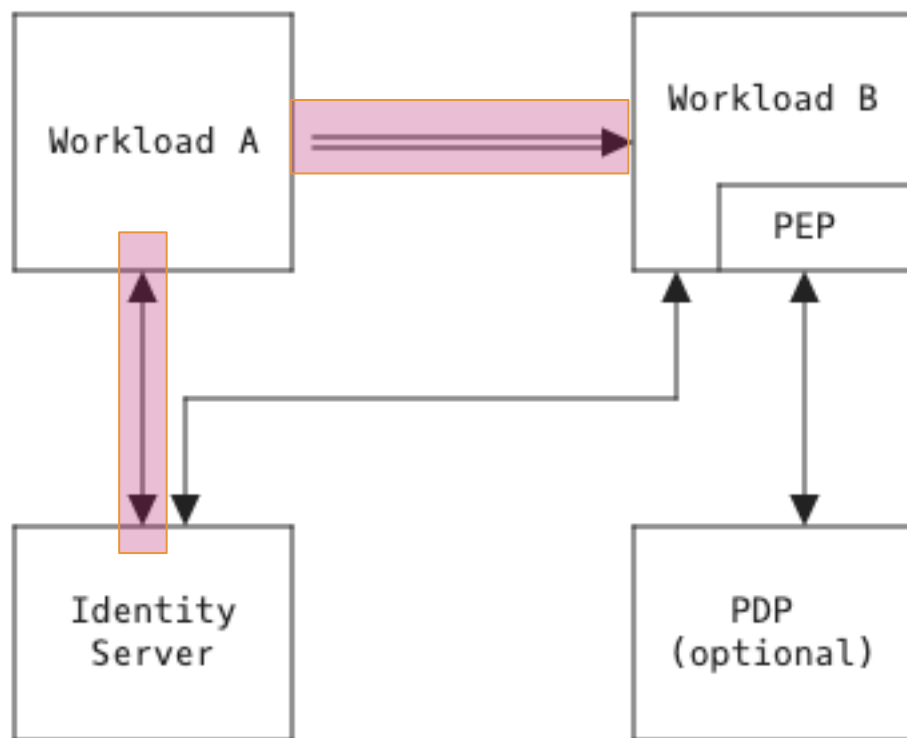 Workload A
Workload B
PEP
Identity
Server
PDP
(optional)